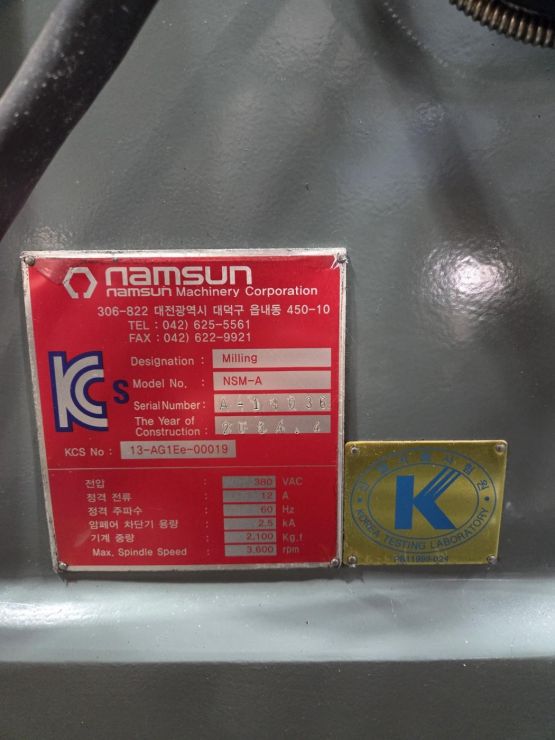 namsun
namsun Machinery Corporation
306-822 대전광역시 대덕구 읍내동 450-10
TEL : 042) 625-5561
FAX : 042) 622-9921
Designation : Milling
Model No. : NSM-A
Serial Number :
The Year of
Construction :
KCs
KCS No : 13-AG1Ee-00019
전압 380 VAC
정격 전류 12 A
정격 주파수 60 Hz
암페어 차단기 용량 2.5 kA
기계 중량 2,100 Kg.f
Max. Spindle Speed 3,600 rpm
K
KOREA TESTING LABORATORY